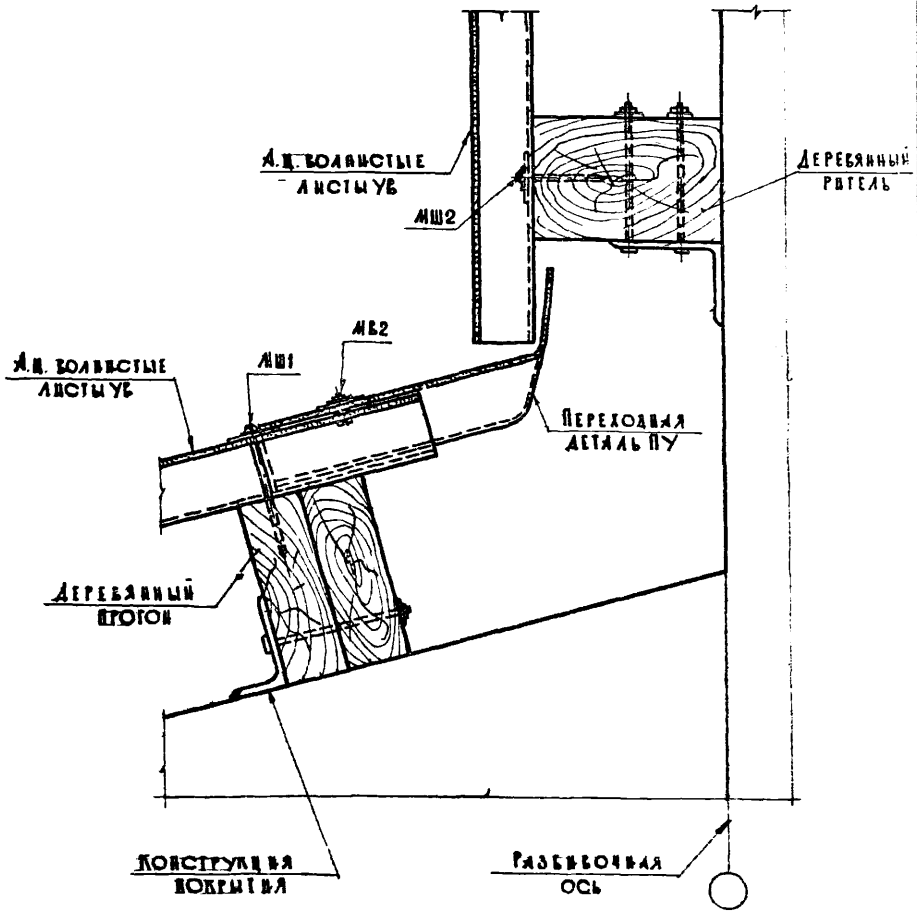 А.Ц. ВОЛНИСТЫЕ
ЛИСТЫ УВ
МШ2
ДЕРЕВЯННЫЙ
РИГЕЛЬ
А.Ц. ВОЛНИСТЫЕ
ЛИСТЫ УВ
МШ1
МВ2
ПЕРЕХОДНАЯ
ДЕТАЛЬ ПУ
ДЕРЕВЯННЫЙ
ПРОГОН
КОНСТРУКЦИЯ
ПОКРЫТИЯ
РАЗБИВОЧНАЯ
ОСЬ